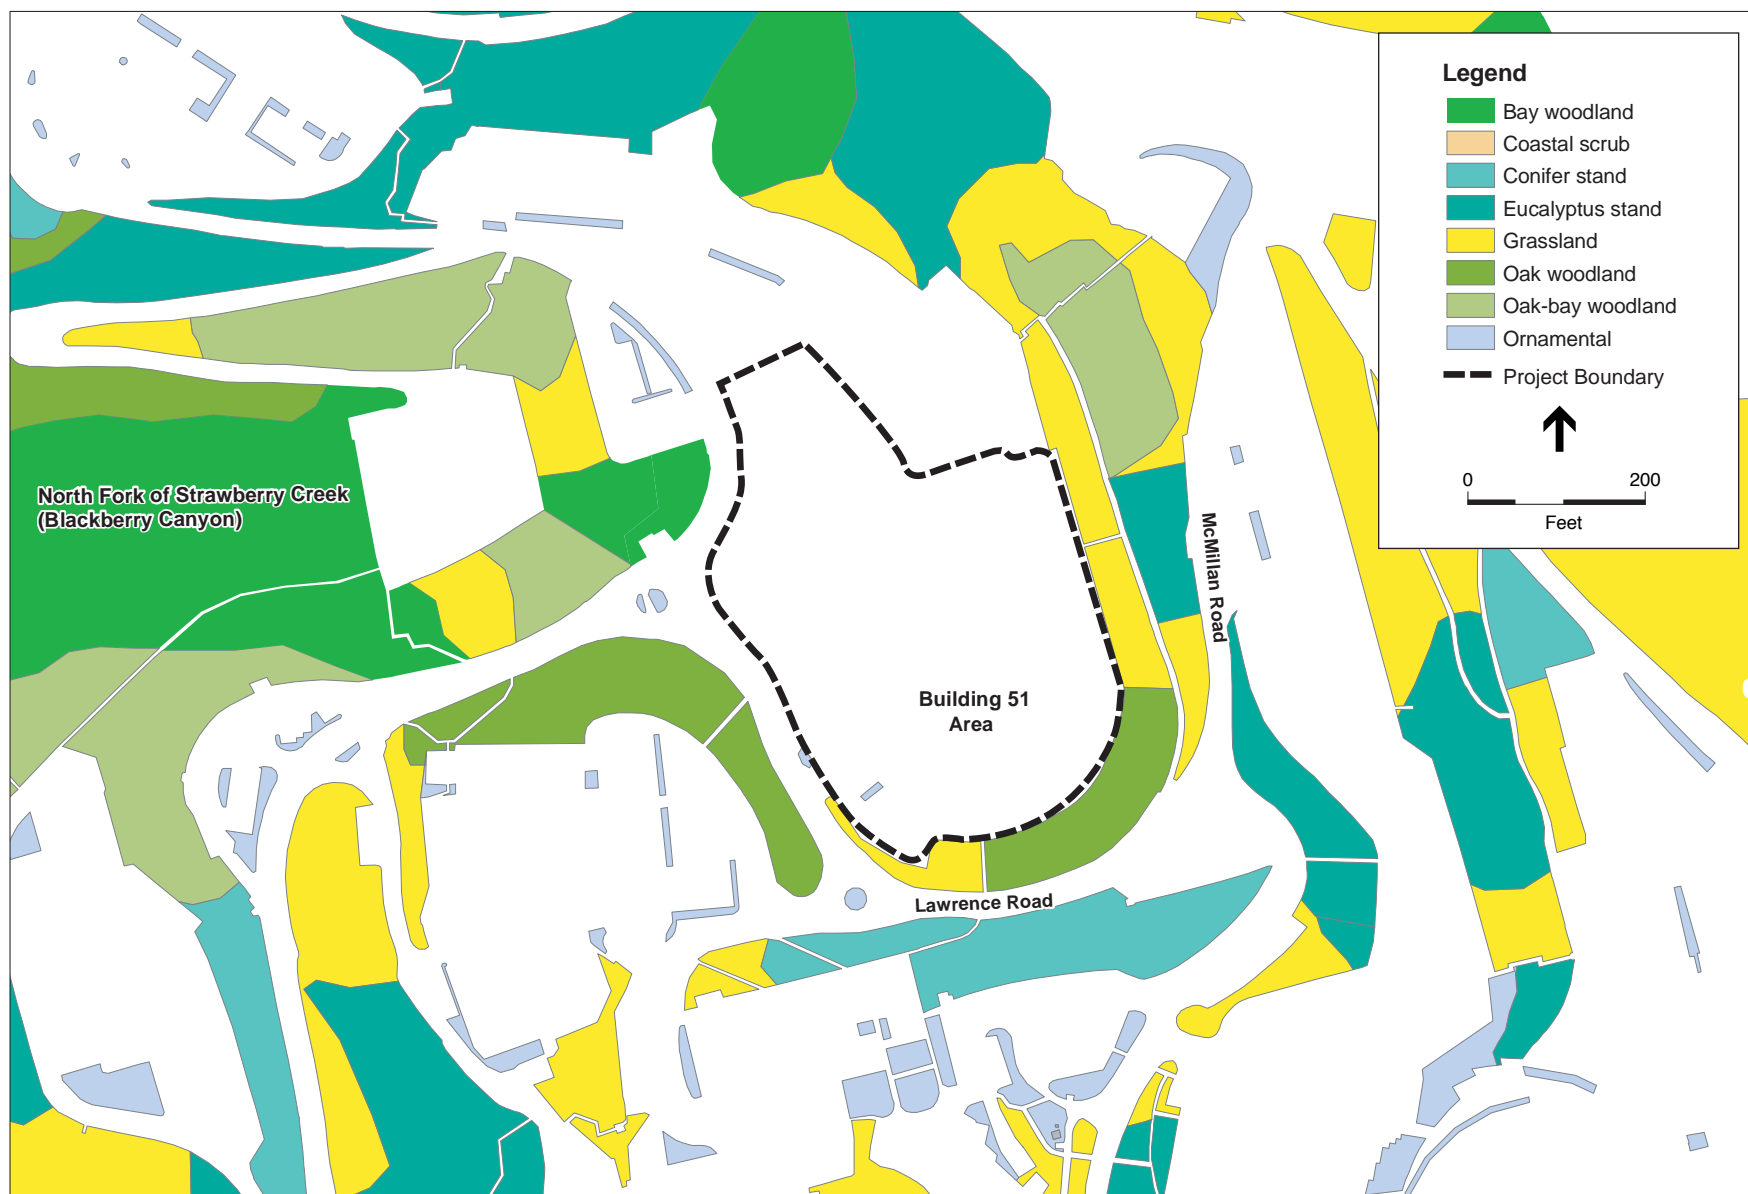 Legend
Bay woodland
Coastal scrub
Conifer stand
Eucalyptus stand
Grassland
Oak woodland
Oak-bay woodland
Ornamental
Project Boundary
0 200
Feet
North Fork of Strawberry Creek
(Blackberry Canyon)
McMillan Road
Building 51
Area
Lawrence Road